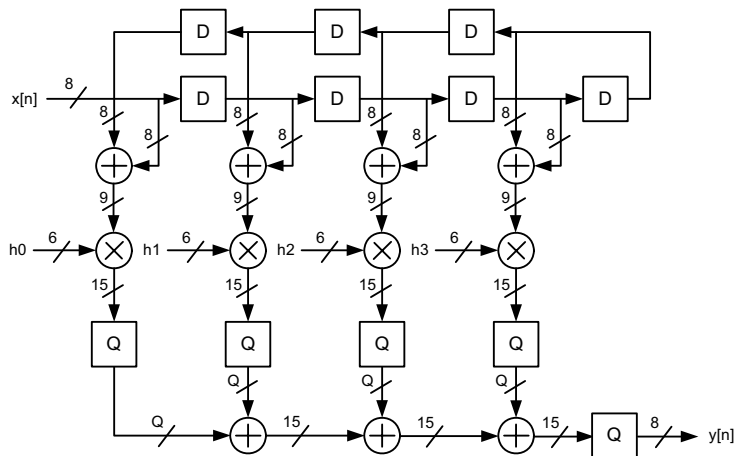 D D D
8
x[n] D D D D
8 8 8 8 8 8 8 8
9 9 9 9
h0 6 h1 6 h2 6 h3 6
15 15 15 15
Q Q Q Q
Q Q Q
Q 15 15 15 Q 8 y[n]